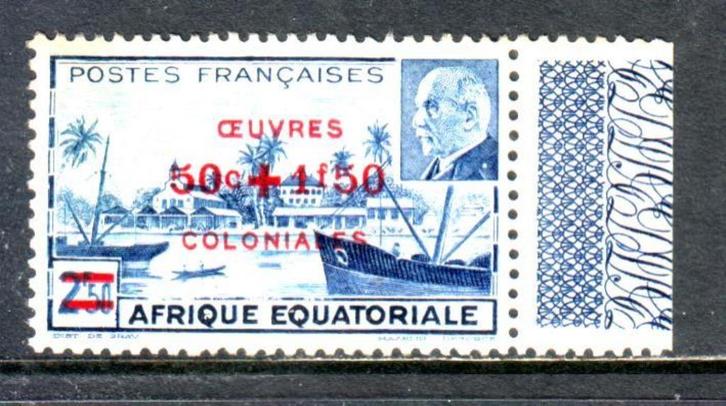 POSTES FRANÇAISES
ŒUVRES
50c + 1f50
COLONIALES
2f50
AFRIQUE EQUATORIALE